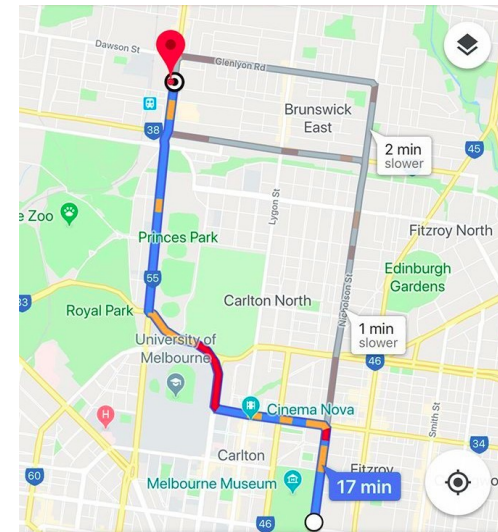 Dawson St
Glenlyon Rd
Brunswick
East
38
2 min
slower
45
e Zoo
Lygon St
Princes Park
Fitzroy North
Edinburgh
Gardens
55
33
Royal Park
Carlton North
Nicholson St
1 min
slower
University of
Melbourne
46
Cinema Nova
Smith St
H
34
Carlton
60
Melbourne Museum
Fitzroy
17 min
46